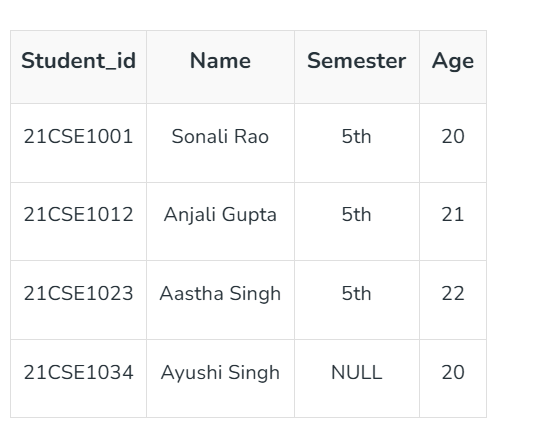 Student_id Name Semester Age
21CSE1001 Sonali Rao 5th 20
21CSE1012 Anjali Gupta 5th 21
21CSE1023 Aastha Singh 5th 22
21CSE1034 Ayushi Singh NULL 20